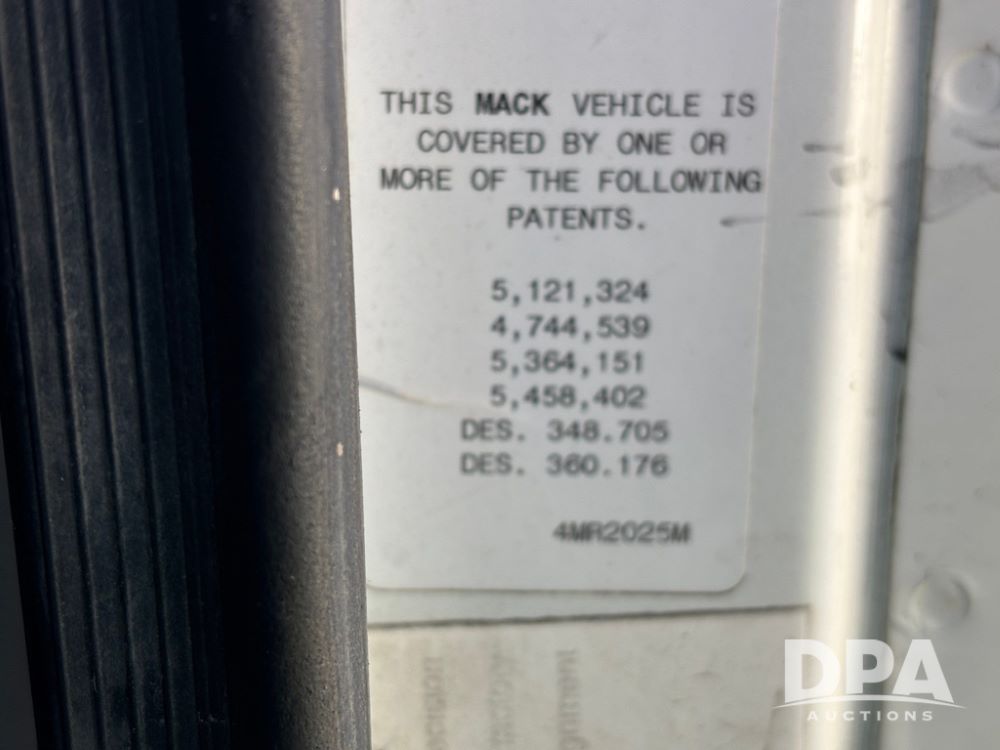 THIS MACK VEHICLE IS
COVERED BY ONE OR
MORE OF THE FOLLOWING
PATENTS.
5,121,324
4,744,539
5,364,151
5,458,402
DES. 348.705
DES. 360.176
4MR2025M
DPA
AUCTIONS